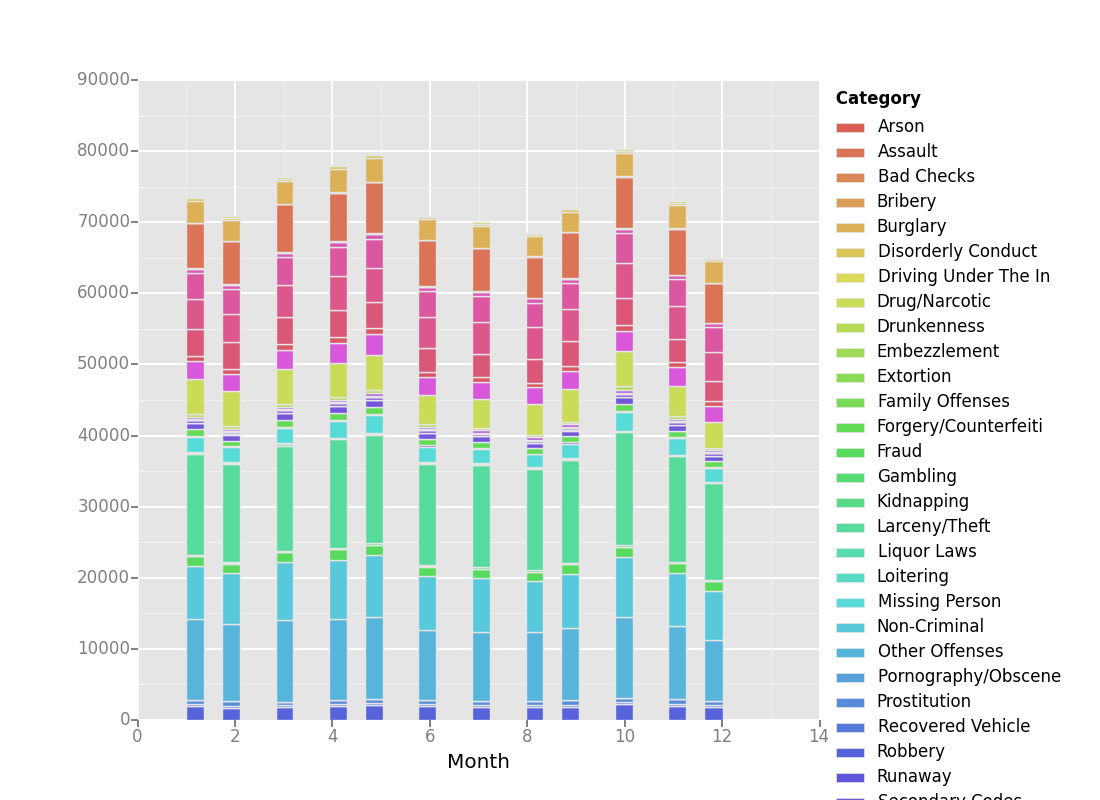 90000
80000
70000
60000
50000
40000
30000
20000
10000
0
0 2 4 6 8 10 12 14
Month
Category
Arson
Assault
Bad Checks
Bribery
Burglary
Disorderly Conduct
Driving Under The In
Drug/Narcotic
Drunkenness
Embezzlement
Extortion
Family Offenses
Forgery/Counterfeiti
Fraud
Gambling
Kidnapping
Larceny/Theft
Liquor Laws
Loitering
Missing Person
Non-Criminal
Other Offenses
Pornography/Obscene
Prostitution
Recovered Vehicle
Robbery
Runaway
Secondary Codes